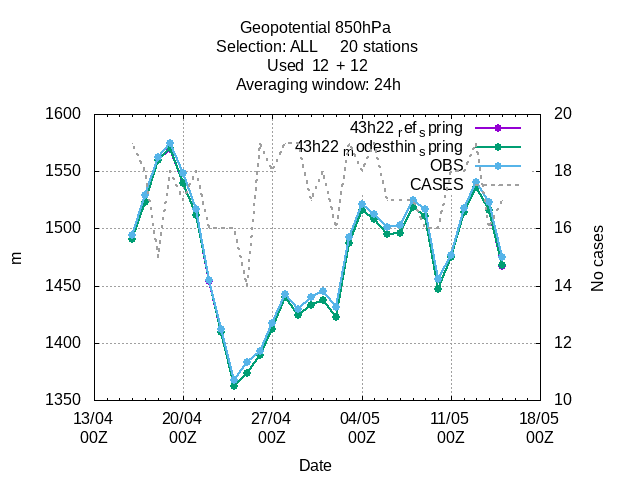 Geopotential 850hPa
Selection: ALL 20 stations
Used 12 + 12
Averaging window: 24h
43h22_ref_spring
43h22_modesthin_spring
OBS
CASES
1600
1550
1500
1450
1400
1350
20
18
16
14
12
10
m
No cases
13/04 20/04 27/04 04/05 11/05 18/05
00Z 00Z 00Z 00Z 00Z 00Z
Date